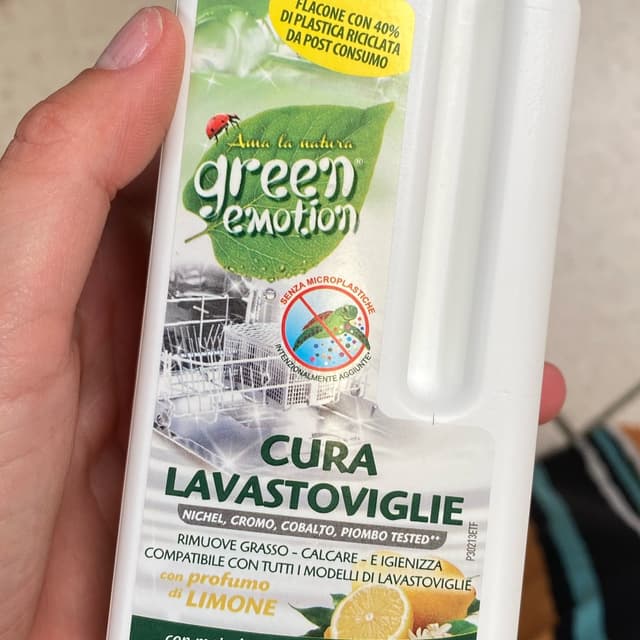 FLACONE CON 40%
DI PLASTICA RICICLATA
DA POST CONSUMO
Ama la natura
green®
emotion
SENZA MICROPLASTICHE
INTENZIONALMENTE AGGIUNTE*
CURA
LAVASTOVIGLIE
NICHEL, CROMO, COBALTO, PIOMBO TESTED**
RIMUOVE GRASSO - CALCARE - E IGIENIZZA
COMPATIBILE CON TUTTI I MODELLI DI LAVASTOVIGLIE
con profumo
di LIMONE
P30213ETF